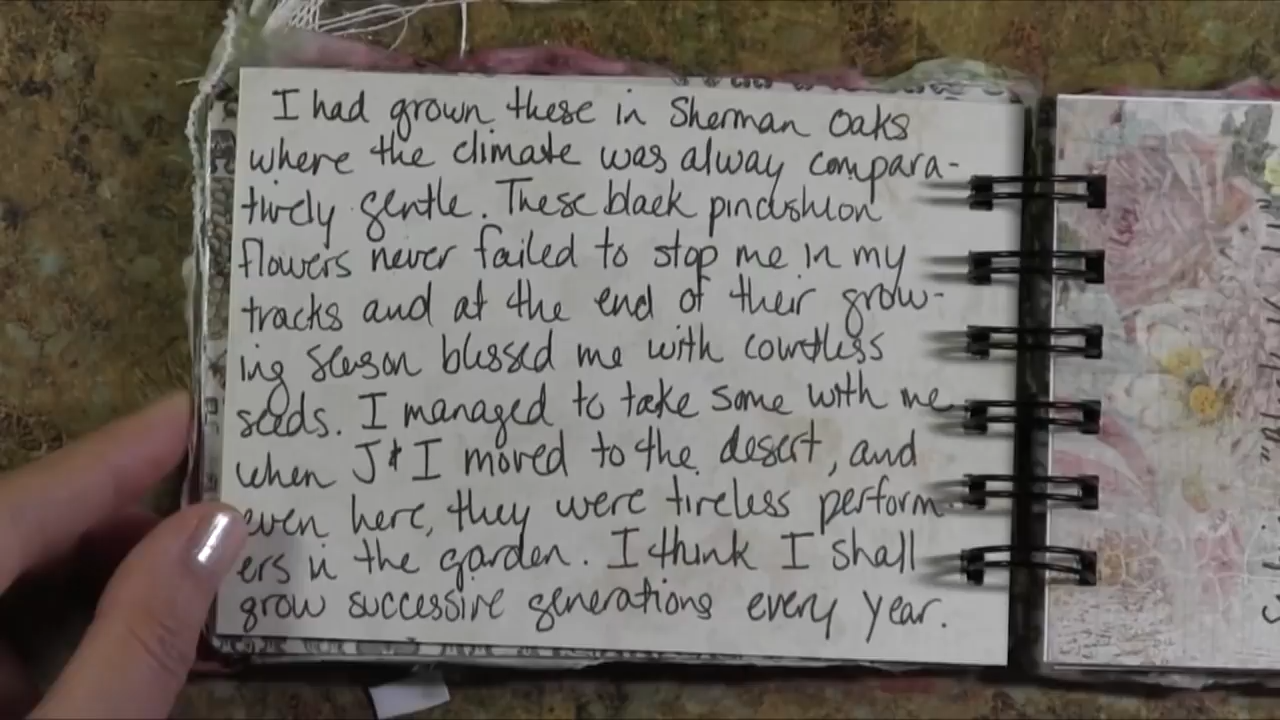 I had grown these in Sherman Oaks
where the climate was alway compara-
tively gentle. These black pincushion
flowers never failed to stop me in my
tracks and at the end of their grow-
ing season blessed me with countless
seeds. I managed to take some with me
when J & I moved to the desert, and
even here, they were tireless perform-
ers in the garden. I think I shall
grow successive generations every year.